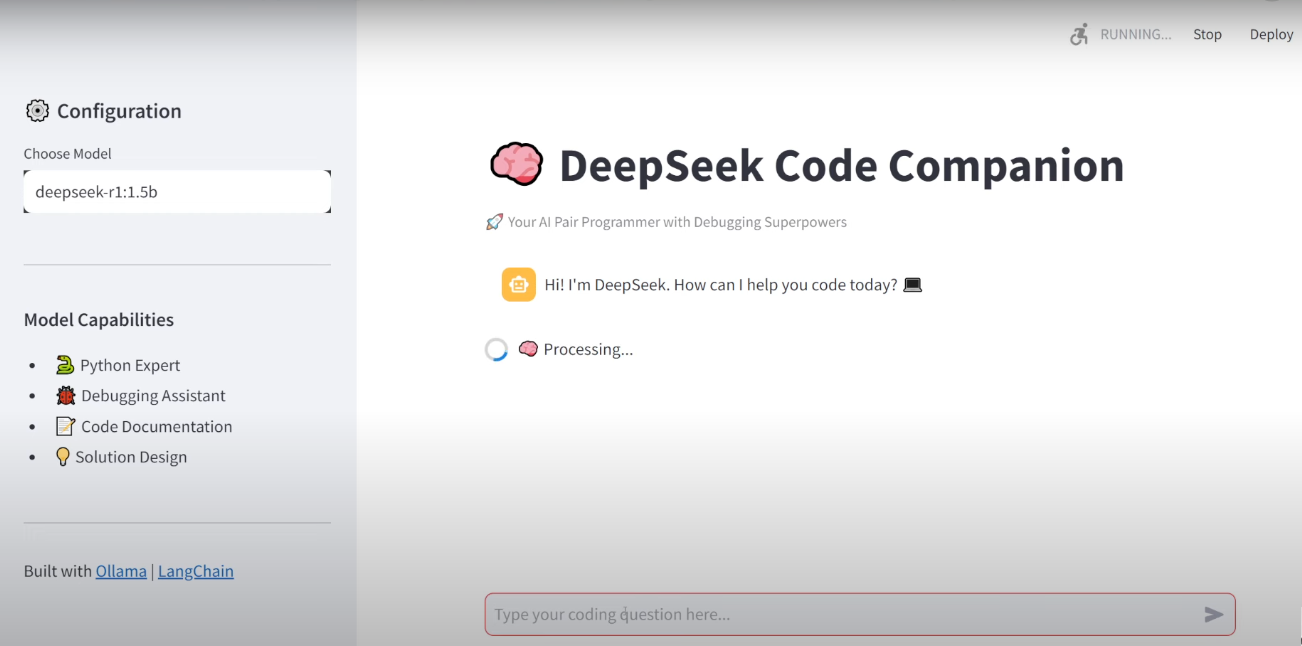 RUNNING... Stop Deploy
⚙️ Configuration
Choose Model
deepseek-r1:1.5b
Model Capabilities
• 🐍 Python Expert
• 🐞 Debugging Assistant
• 📝 Code Documentation
• 💡 Solution Design
Built with Ollama | LangChain
🧠 DeepSeek Code Companion
🚀 Your AI Pair Programmer with Debugging Superpowers
Hi! I'm DeepSeek. How can I help you code today? 💻
🧠 Processing...
Type your coding question here...